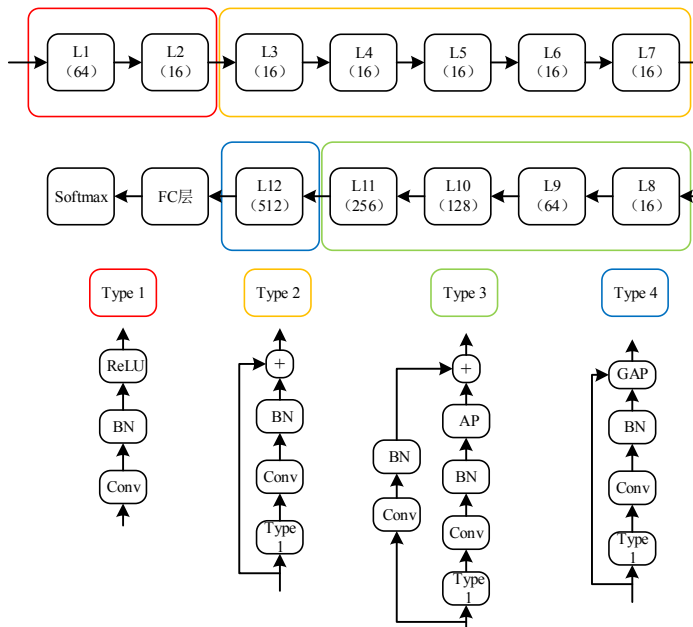 L1
（64）
L2
（16）
L3
（16）
L4
（16）
L5
（16）
L6
（16）
L7
（16）
Softmax
FC层
L12
（512）
L11
（256）
L10
（128）
L9
（64）
L8
（16）
Type 1
Type 2
Type 3
Type 4
ReLU
BN
Conv
+
BN
Conv
Type
1
+
AP
BN
BN
Conv
Conv
Type
1
GAP
BN
Conv
Type
1